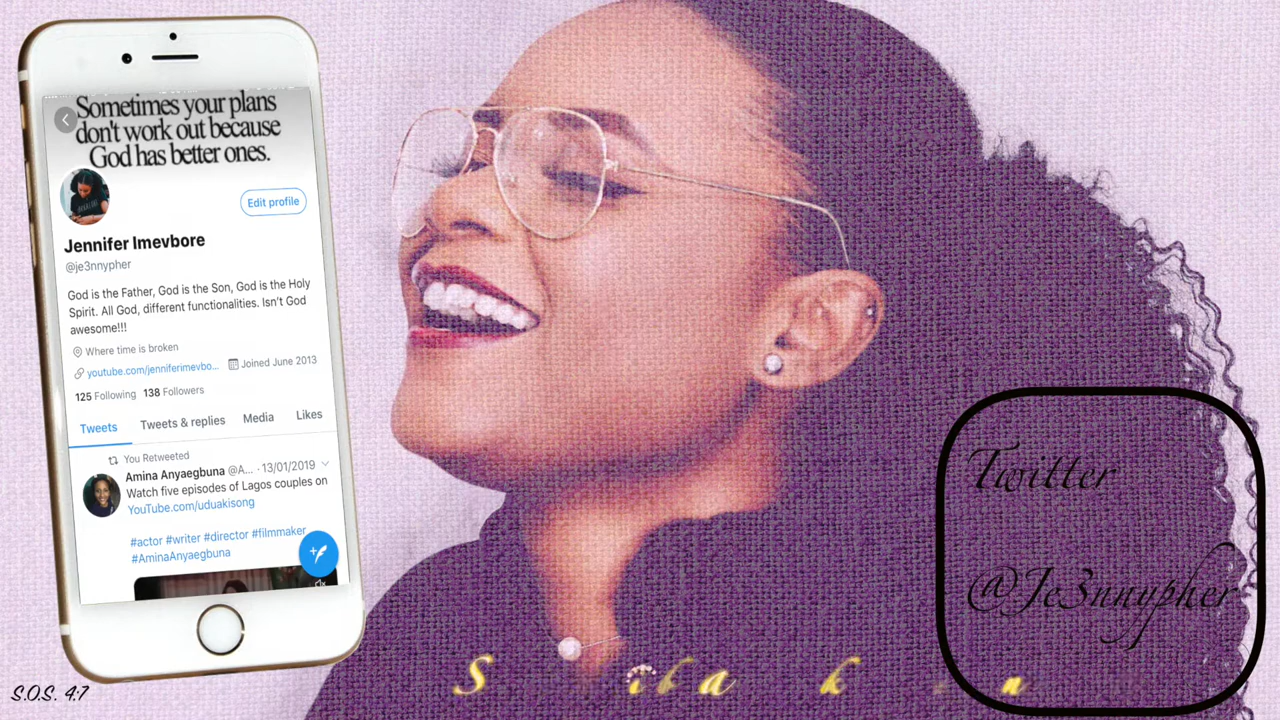 Sometimes your plans
don't work out because
God has better ones.
Edit profile
Jennifer Imevbore
@je3nnypher
God is the Father, God is the Son, God is the Holy
Spirit. All God, different functionalities. Isn't God
awesome!!!
Where time is broken
youtube.com/jenniferimevbo... Joined June 2013
125 Following 138 Followers
Tweets Tweets & replies Media Likes
You Retweeted
Amina Anyaegbuna @A... · 13/01/2019
Watch five episodes of Lagos couples on
YouTube.com/uduakisong
#actor #writer #director #filmmaker
#AminaAnyaegbuna
Twitter
@Je3nnypher
S.O.S. 4:7